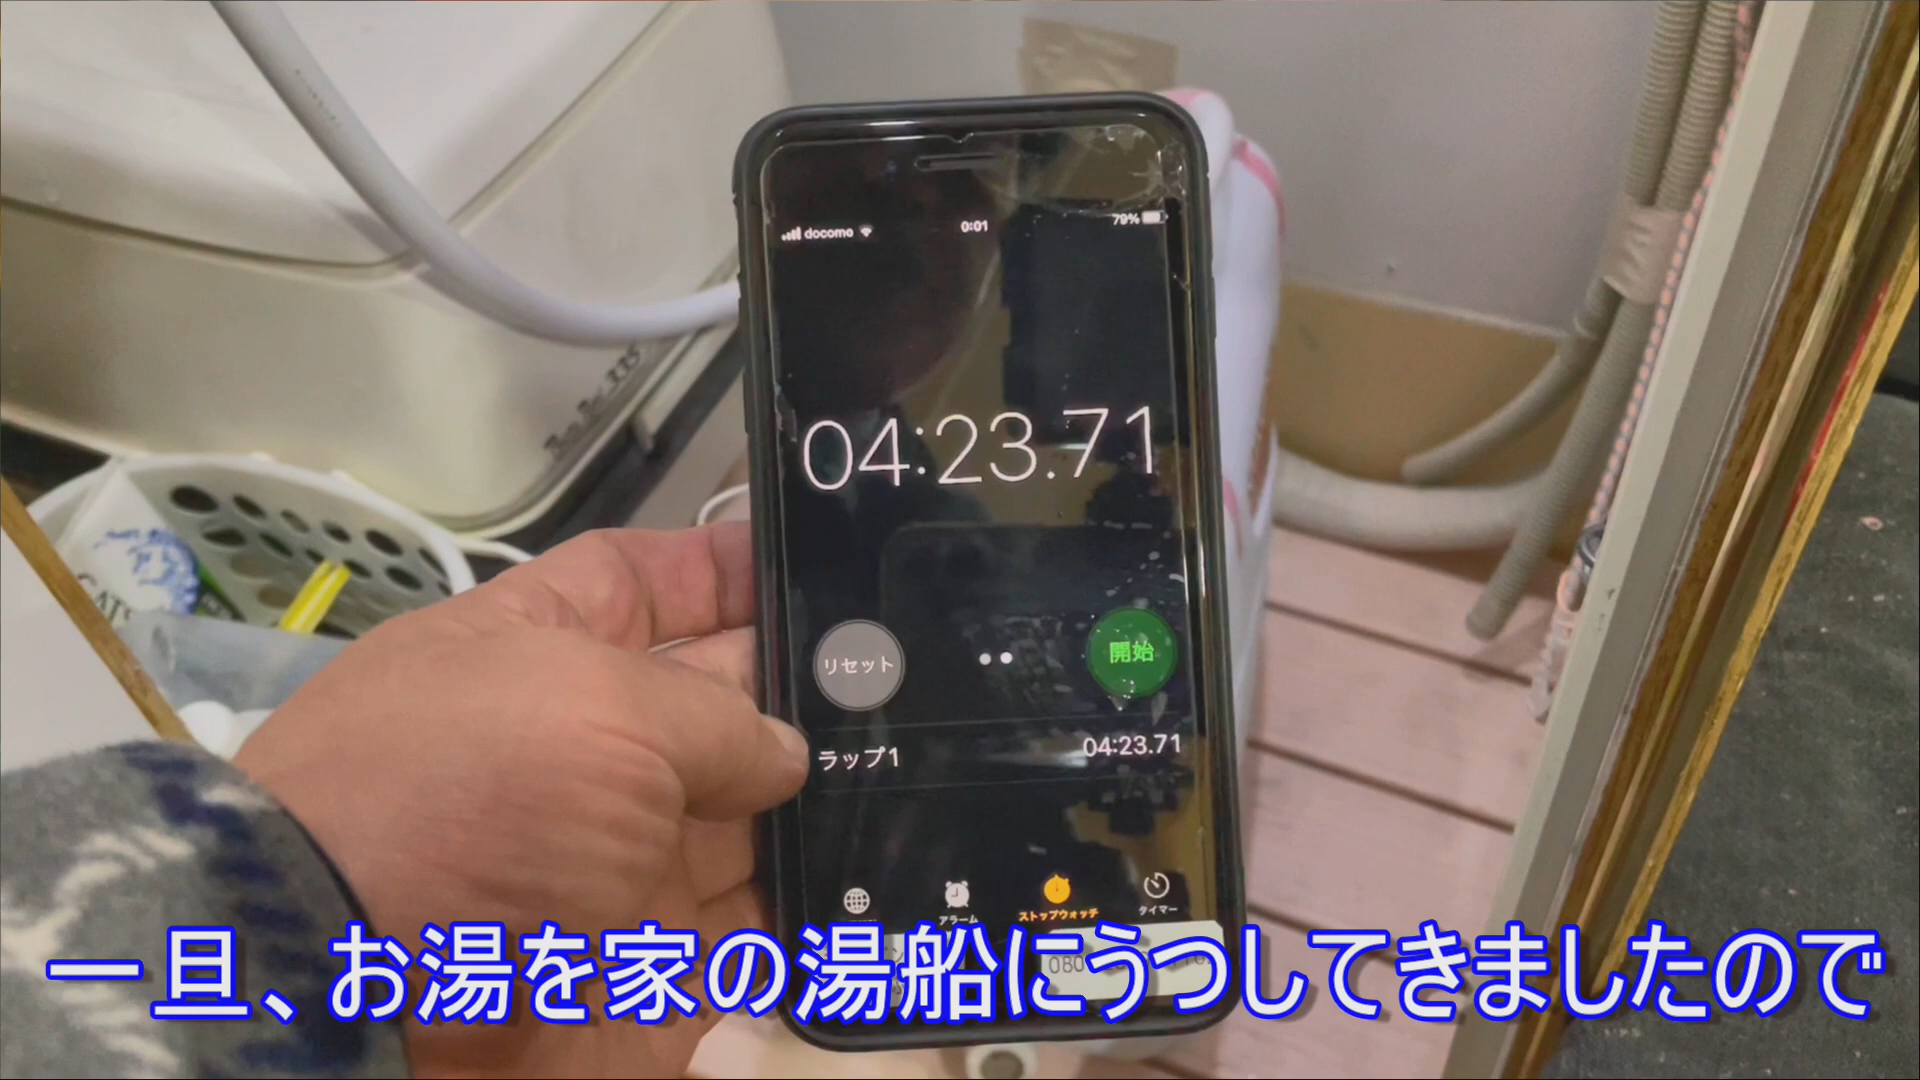 docomo 0:01 79%
04:23.71
リセット 開始
ラップ1 04:23.71
アラーム ストップウォッチ タイマー
一旦、お湯を家の湯船にうつしてきましたので